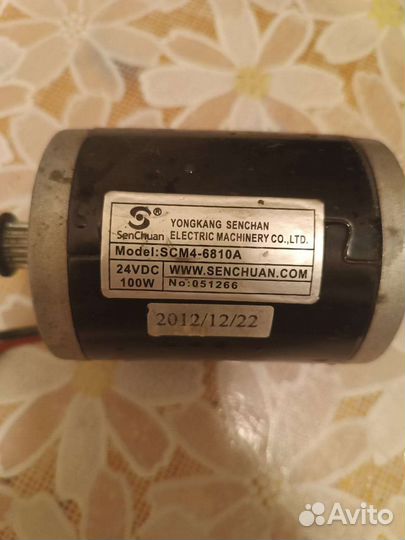 S®
SenChuan
YONGKANG SENCHAN
ELECTRIC MACHINERY CO.,LTD.
Model:SCM4-6810A
24VDC
100W
WWW.SENCHUAN.COM
No:051266
2012/12/22
Avito